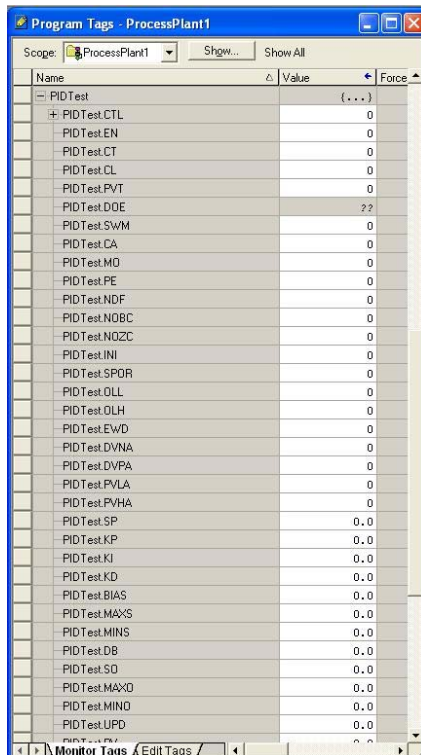 Program Tags - ProcessPlant1
Scope: ProcessPlant1 Show... Show All
Name Value Force
PIDTest {...}
PIDTest.CTL 0
PIDTest.EN 0
PIDTest.CT 0
PIDTest.CL 0
PIDTest.PVT 0
PIDTest.DOE ??
PIDTest.SWM 0
PIDTest.CA 0
PIDTest.MO 0
PIDTest.PE 0
PIDTest.NDF 0
PIDTest.NOBC 0
PIDTest.NOZC 0
PIDTest.INI 0
PIDTest.SPOR 0
PIDTest.OLL 0
PIDTest.OLH 0
PIDTest.EWD 0
PIDTest.DVNA 0
PIDTest.DVPA 0
PIDTest.PVLA 0
PIDTest.PVHA 0
PIDTest.SP 0.0
PIDTest.KP 0.0
PIDTest.KI 0.0
PIDTest.KD 0.0
PIDTest.BIAS 0.0
PIDTest.MAXS 0.0
PIDTest.MINS 0.0
PIDTest.DB 0.0
PIDTest.SO 0.0
PIDTest.MAXO 0.0
PIDTest.MINO 0.0
PIDTest.UPD 0.0
PIDTest.PV 0.0
Monitor Tags Edit Tags